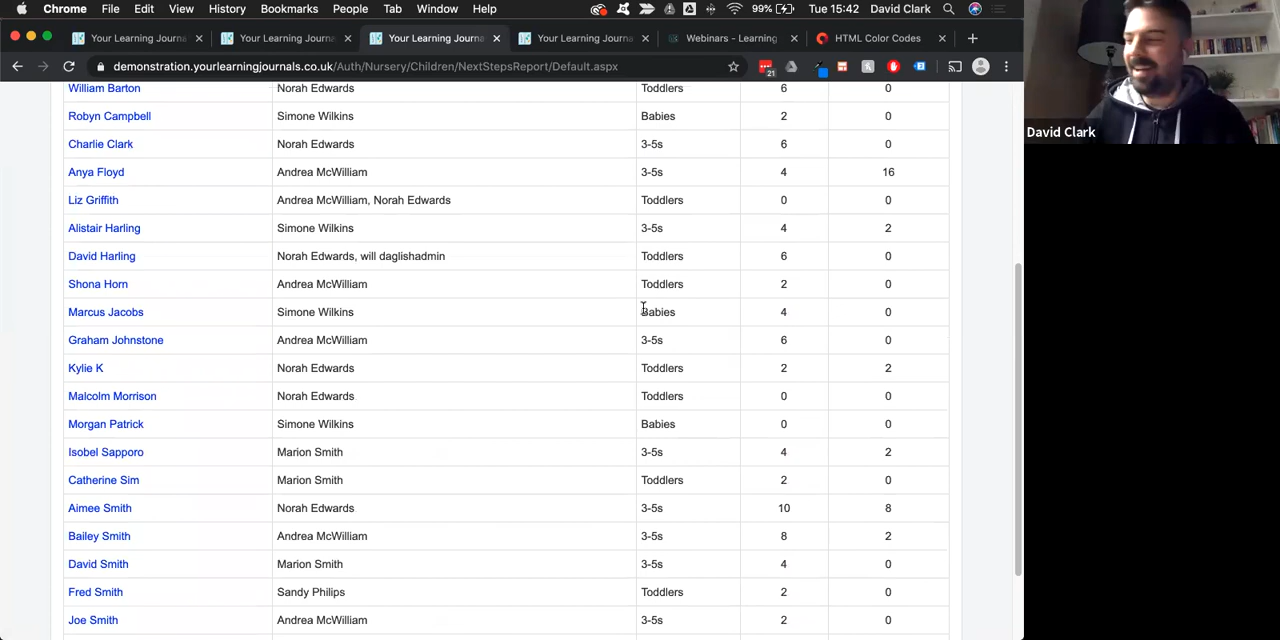 Chrome File Edit View History Bookmarks People Tab Window Help 99% Tue 15:42 David Clark
Your Learning Journa × Your Learning Journa × Your Learning Journa × Your Learning Journa × Webinars - Learning × HTML Color Codes × +
demonstration.yourlearningjournals.co.uk/Auth/Nursery/Children/NextStepsReport/Default.aspx 21
William Barton Norah Edwards Toddlers 6 0
Robyn Campbell Simone Wilkins Babies 2 0
Charlie Clark Norah Edwards 3-5s 6 0
Anya Floyd Andrea McWilliam 3-5s 4 16
Liz Griffith Andrea McWilliam, Norah Edwards Toddlers 0 0
Alistair Harling Simone Wilkins 3-5s 4 2
David Harling Norah Edwards, will daglishadmin Toddlers 6 0
Shona Horn Andrea McWilliam Toddlers 2 0
Marcus Jacobs Simone Wilkins Babies 4 0
Graham Johnstone Andrea McWilliam 3-5s 6 0
Kylie K Norah Edwards Toddlers 2 2
Malcolm Morrison Norah Edwards Toddlers 0 0
Morgan Patrick Simone Wilkins Babies 0 0
Isobel Sapporo Marion Smith 3-5s 4 2
Catherine Sim Marion Smith Toddlers 2 0
Aimee Smith Norah Edwards 3-5s 10 8
Bailey Smith Andrea McWilliam 3-5s 8 2
David Smith Marion Smith 3-5s 4 0
Fred Smith Sandy Philips Toddlers 2 0
Joe Smith Andrea McWilliam 3-5s 2 0
David Clark